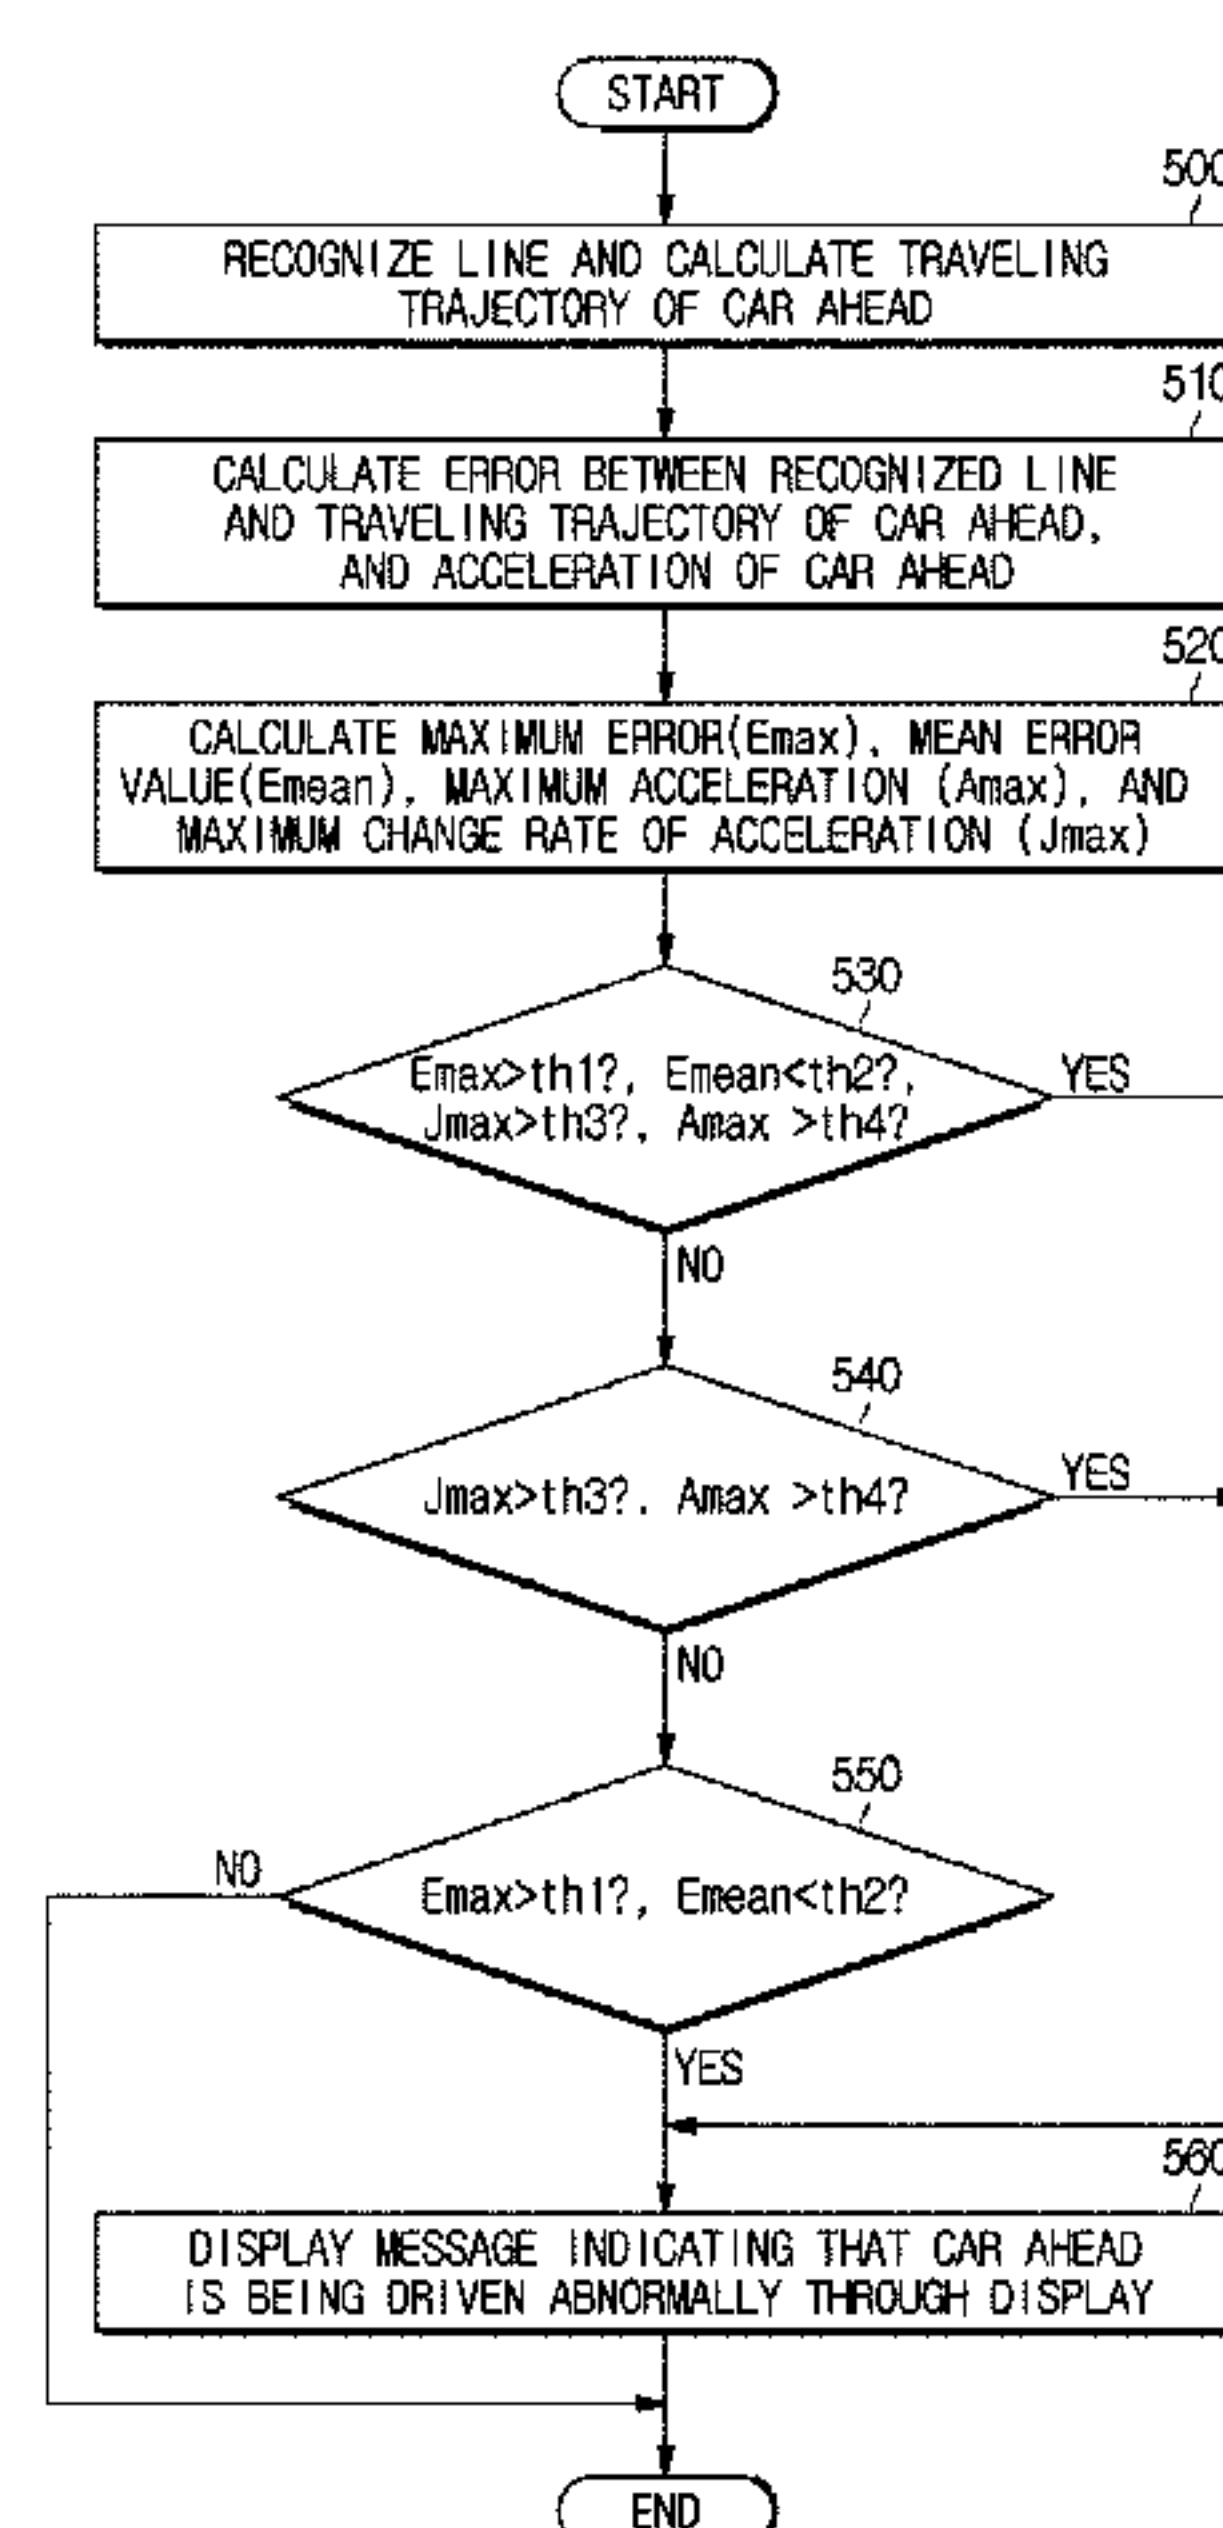 START
500
RECOGNIZE LINE AND CALCULATE TRAVELING
TRAJECTORY OF CAR AHEAD
510
CALCULATE ERROR BETWEEN RECOGNIZED LINE
AND TRAVELING TRAJECTORY OF CAR AHEAD,
AND ACCELERATION OF CAR AHEAD
520
CALCULATE MAXIMUM ERROR(Emax), MEAN ERROR
VALUE(Emean), MAXIMUM ACCELERATION (Amax), AND
MAXIMUM CHANGE RATE OF ACCELERATION (Jmax)
530
Emax>th1?, Emean<th2?,
Jmax>th3?, Amax >th4?
YES
NO
540
Jmax>th3?, Amax >th4?
YES
NO
550
Emax>th1?, Emean<th2?
NO
YES
560
DISPLAY MESSAGE INDICATING THAT CAR AHEAD
IS BEING DRIVEN ABNORMALLY THROUGH DISPLAY
END